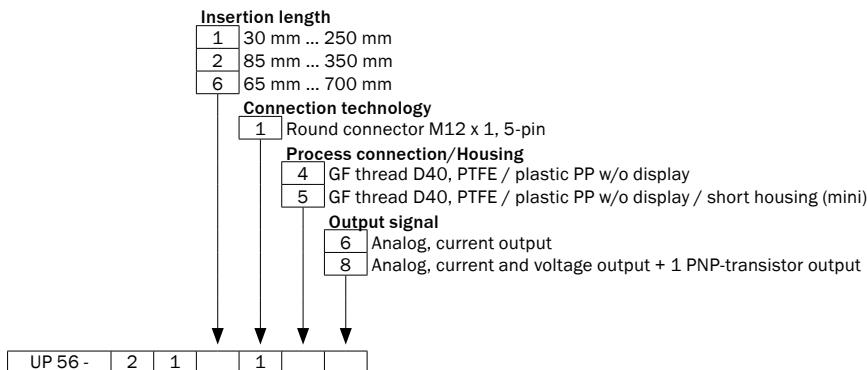 Insertion length
1 30 mm ... 250 mm
2 85 mm ... 350 mm
6 65 mm ... 700 mm
Connection technology
1 Round connector M12 x 1, 5-pin
Process connection/Housing
4 GF thread D40, PTFE / plastic PP w/o display
5 GF thread D40, PTFE / plastic PP w/o display / short housing (mini)
Output signal
6 Analog, current output
8 Analog, current and voltage output + 1 PNP-transistor output
UP 56 - 2 1 1